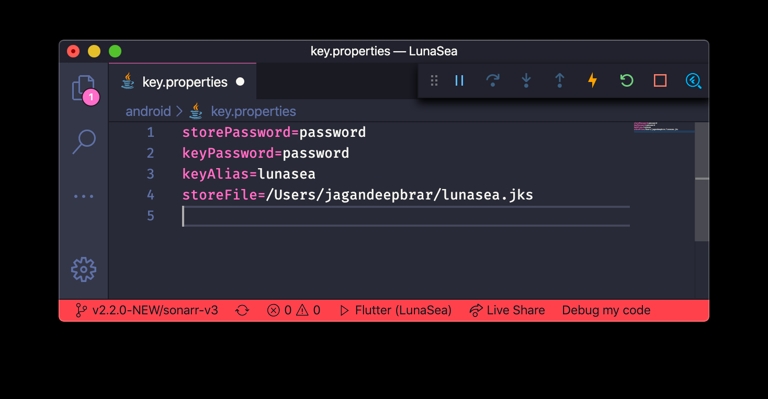 key.properties — LunaSea
key.properties
1
android > key.properties
1 storePassword=password
2 keyPassword=password
3 keyAlias=lunasea
4 storeFile=/Users/jagandeepbrar/lunasea.jks
5
v2.2.0-NEW/sonarr-v3 0 0 Flutter (LunaSea) Live Share Debug my code